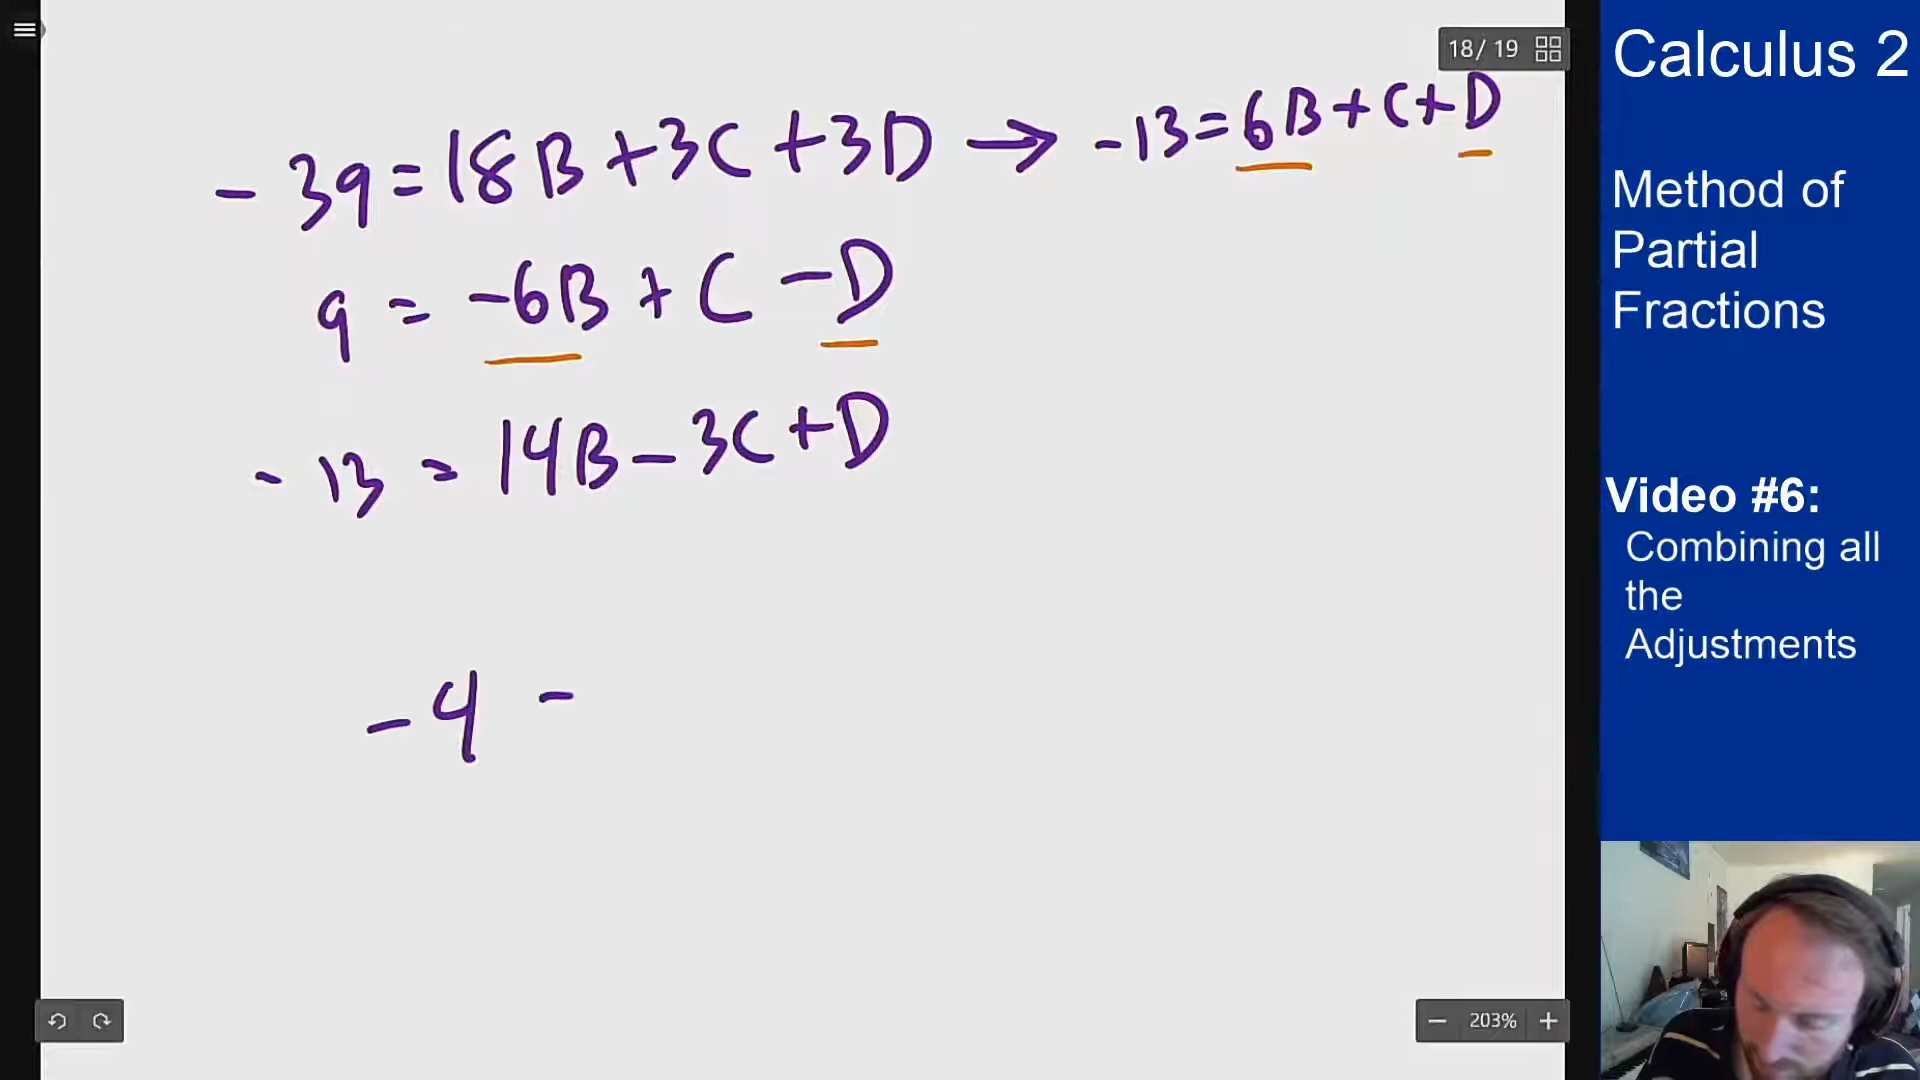 18/ 19
-39=18B+3C+3D → -13=6B+C+D
9 = -6B + C - D
-13 = 14B - 3C + D
-4 -
203%
Calculus 2
Method of
Partial
Fractions
Video #6:
Combining all
the
Adjustments